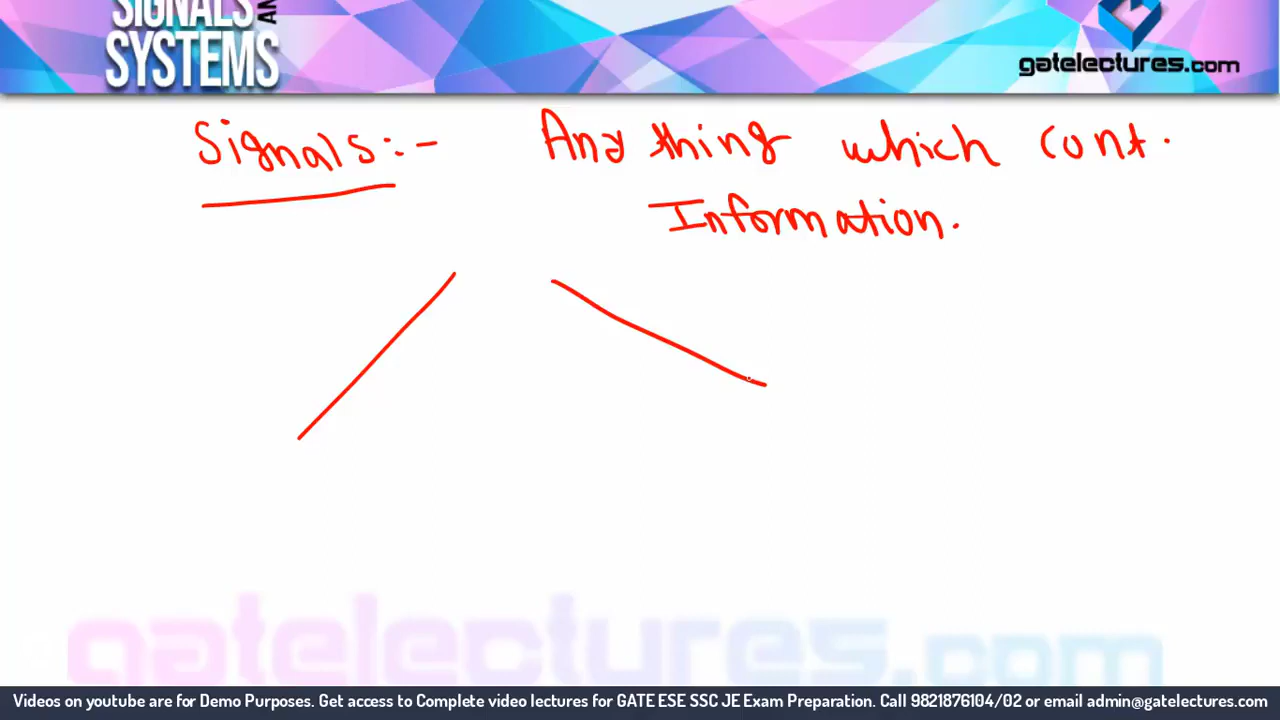 SIGNALS AND
SYSTEMS
gatelectures.com
Signals:- Anything which cont.
Information.
gatelectures.com
Videos on youtube are for Demo Purposes. Get access to Complete video lectures for GATE ESE SSC JE Exam Preparation. Call 9821876104/02 or email admin@gatelectures.com